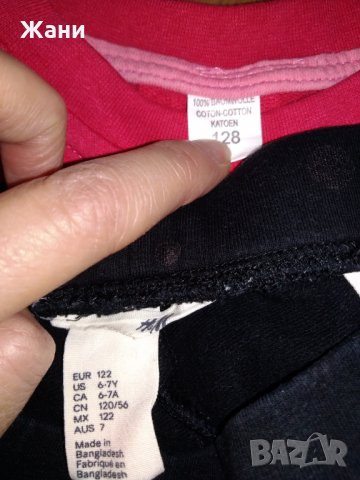 Жани
100% BAUMWOLLE
COTON-COTTON
KATOEN
128
H&M
EUR 122
US 6-7Y
CA 6-7A
CN 120/56
MX 122
AUS 7
Made in
Bangladesh
Fabriqué en
Bangladesh
BAZAR